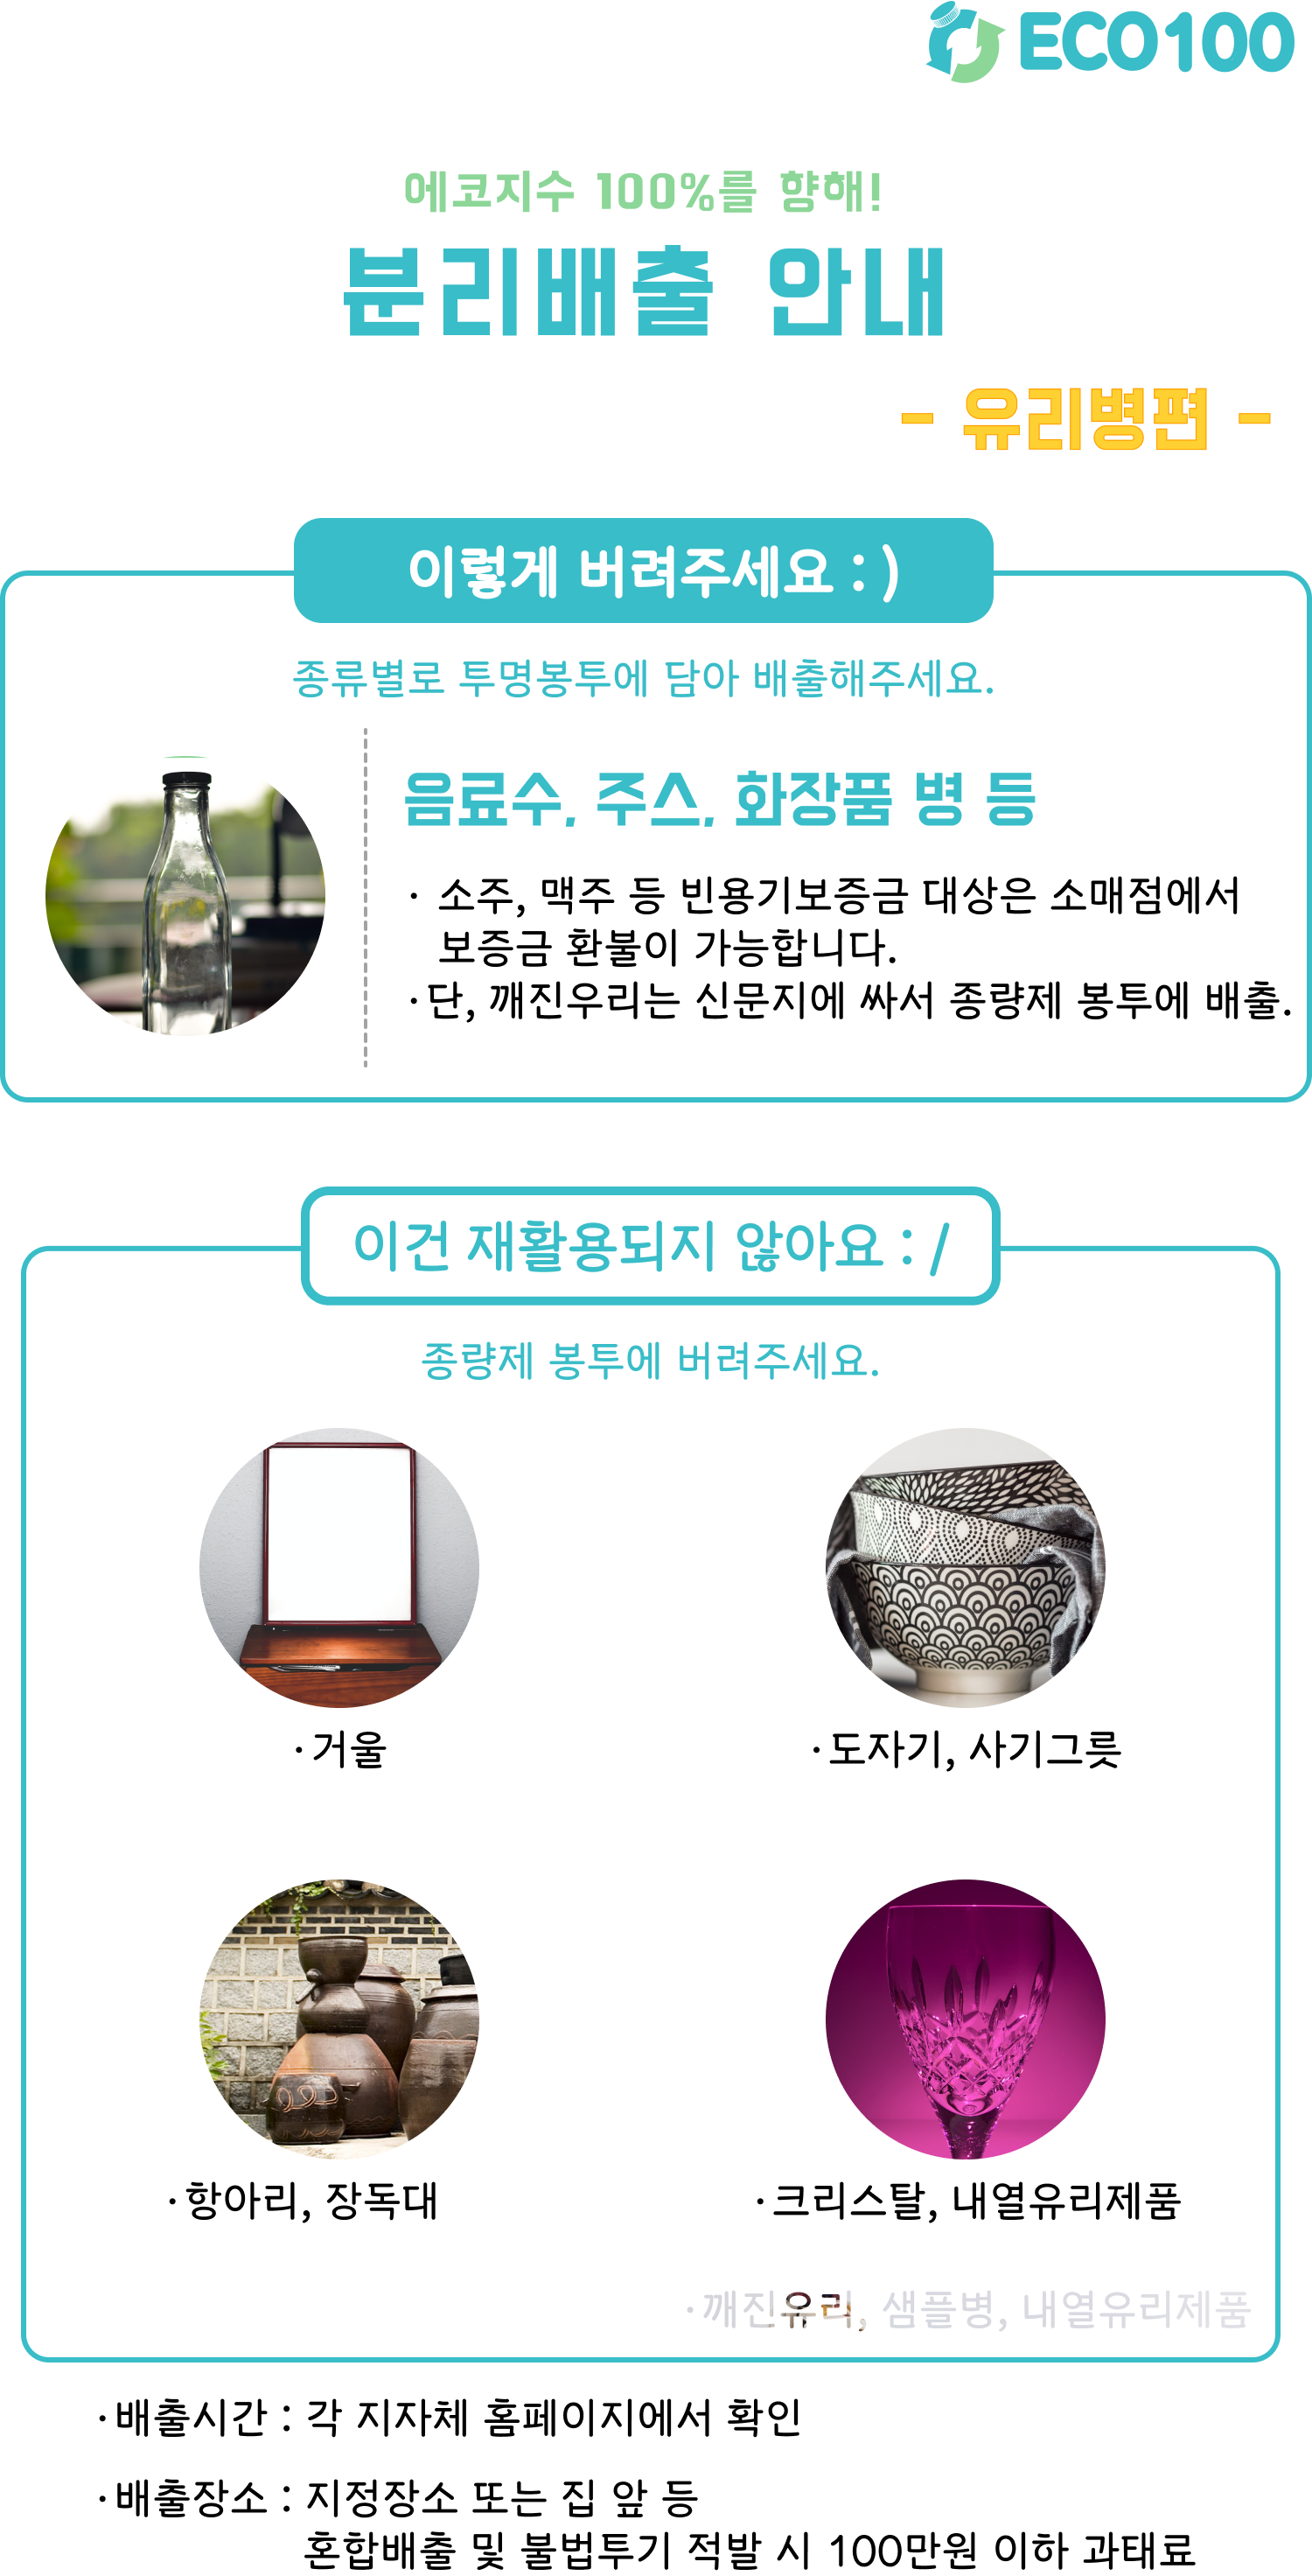 ECO100
에코지수 100%를 향해!
분리배출 안내
- 유리병편 -
이렇게 버려주세요 : )
종류별로 투명봉투에 담아 배출해주세요.
음료수, 주스, 화장품 병 등
· 소주, 맥주 등 빈용기보증금 대상은 소매점에서
보증금 환불이 가능합니다.
· 단, 깨진우리는 신문지에 싸서 종량제 봉투에 배출.
이건 재활용되지 않아요 : /
종량제 봉투에 버려주세요.
· 거울
· 도자기, 사기그릇
· 항아리, 장독대
· 크리스탈, 내열유리제품
· 깨진유리, 샘플병, 내열유리제품
· 배출시간 : 각 지자체 홈페이지에서 확인
· 배출장소 : 지정장소 또는 집 앞 등
혼합배출 및 불법투기 적발 시 100만원 이하 과태료